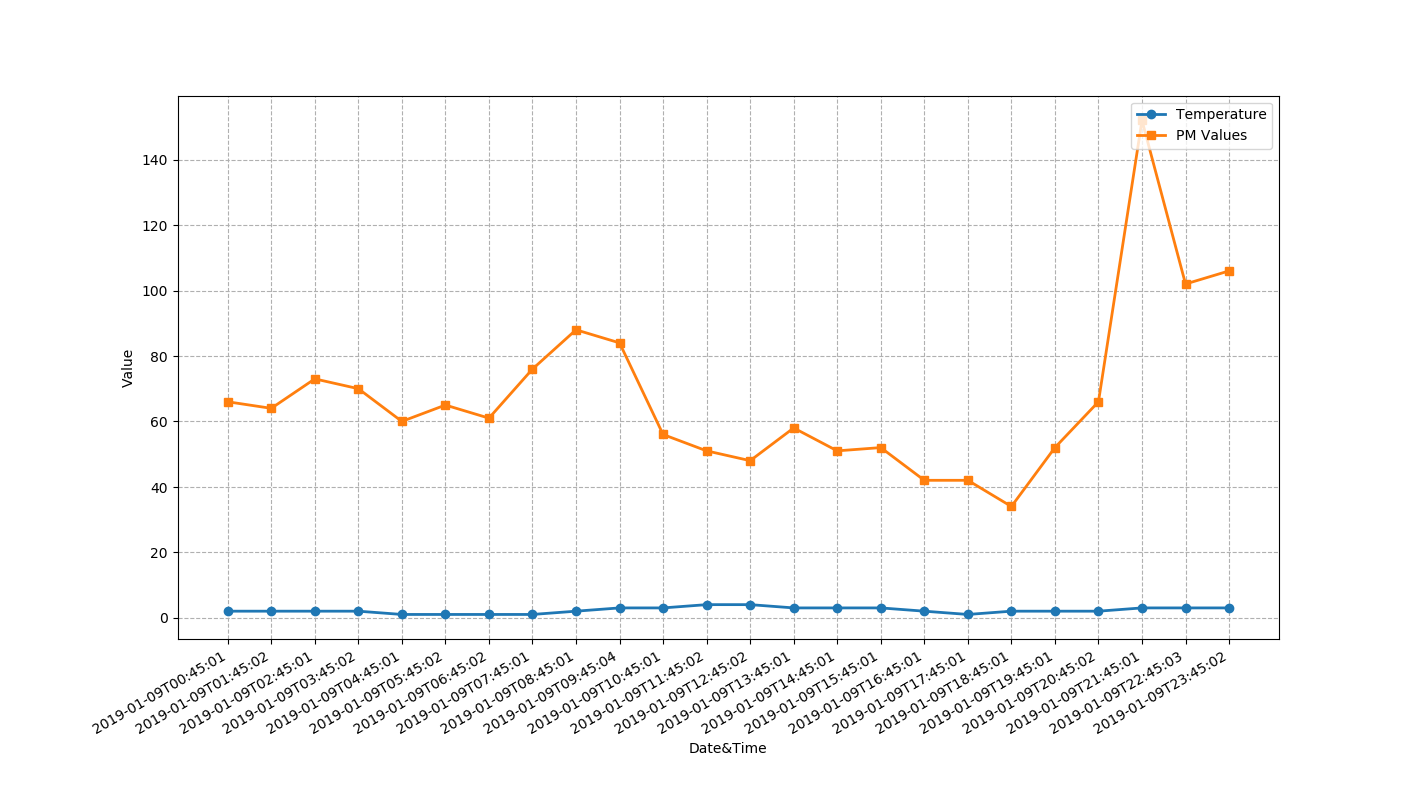 Temperature
PM Values
140
120
100
80
60
40
20
0
Value
2019-01-09T00:45:01
2019-01-09T01:45:02
2019-01-09T02:45:01
2019-01-09T03:45:02
2019-01-09T04:45:01
2019-01-09T05:45:02
2019-01-09T06:45:02
2019-01-09T07:45:01
2019-01-09T08:45:01
2019-01-09T09:45:04
2019-01-09T10:45:01
2019-01-09T11:45:02
2019-01-09T12:45:02
2019-01-09T13:45:01
2019-01-09T14:45:01
2019-01-09T15:45:01
2019-01-09T16:45:01
2019-01-09T17:45:01
2019-01-09T18:45:01
2019-01-09T19:45:01
2019-01-09T20:45:02
2019-01-09T21:45:01
2019-01-09T22:45:03
2019-01-09T23:45:02
Date&Time